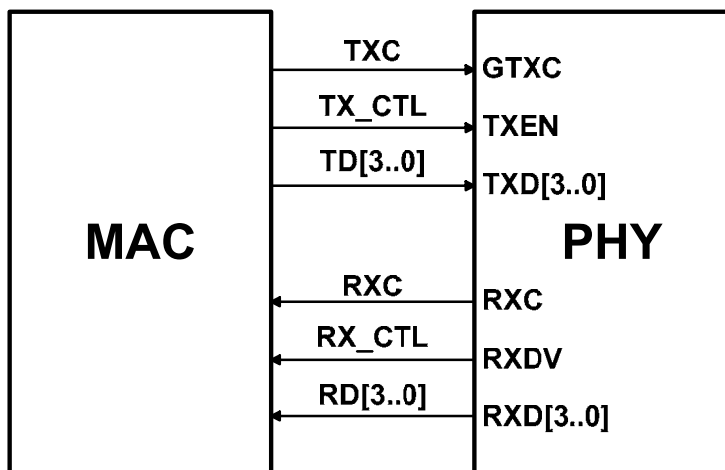 TXC
GTXC
TX_CTL
TXEN
TD[3..0]
TXD[3..0]
MAC
PHY
RXC
RXC
RX_CTL
RXDV
RD[3..0]
RXD[3..0]